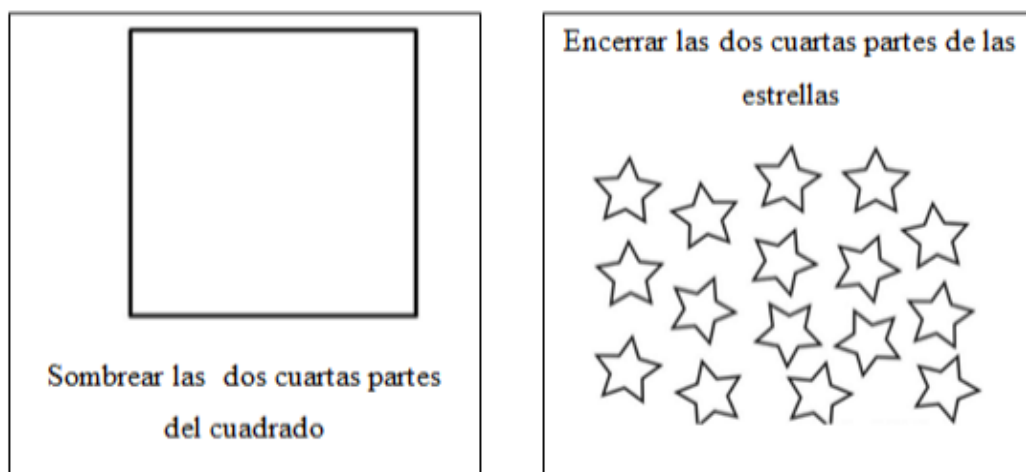 Sombrear las dos cuartas partes
del cuadrado
Encerrar las dos cuartas partes de las
estrellas